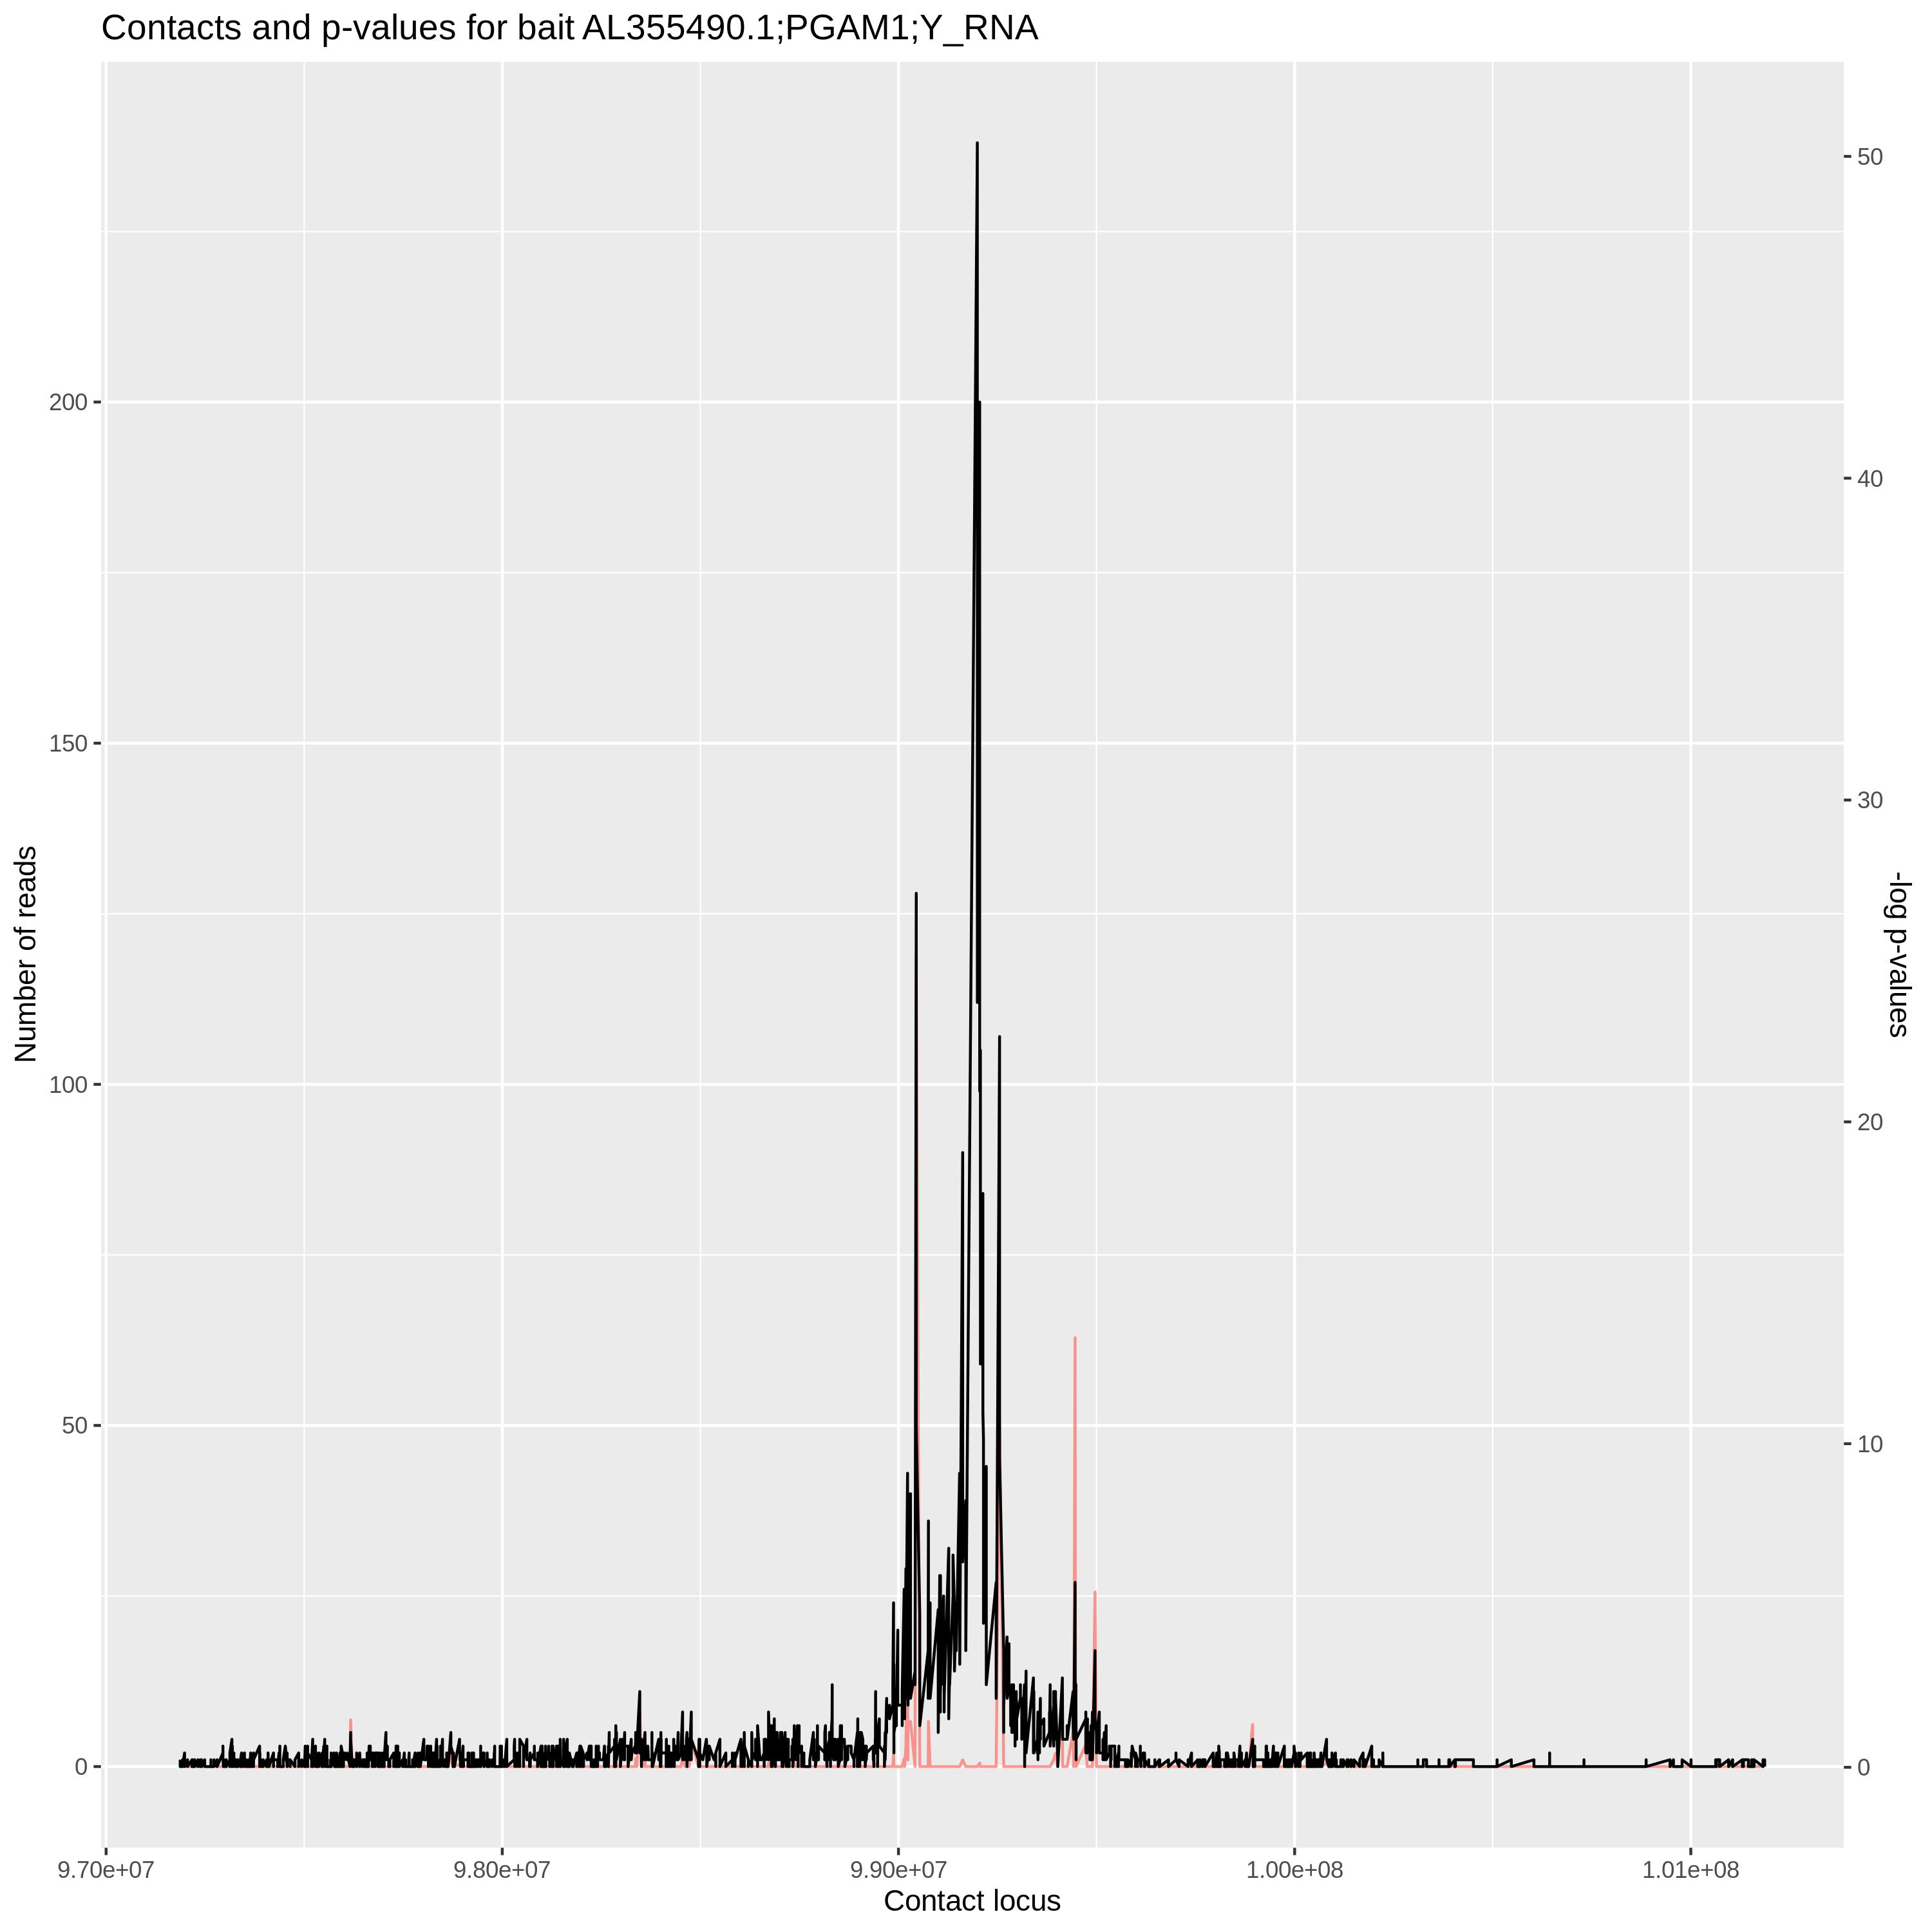 Contacts and p-values for bait AL355490.1;PGAM1;Y_RNA
Number of reads
200
150
100
50
0
50
40
30
20
10
0
-log p-values
9.70e+07
9.80e+07
9.90e+07
1.00e+08
1.01e+08
Contact locus